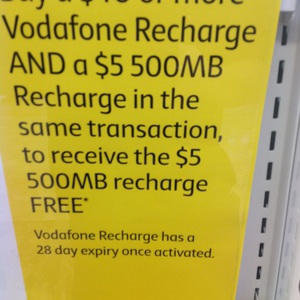 Vodafone Recharge
AND a $5 500MB
Recharge in the
same transaction,
to receive the $5
500MB recharge
FREE*
Vodafone Recharge has a
28 day expiry once activated.